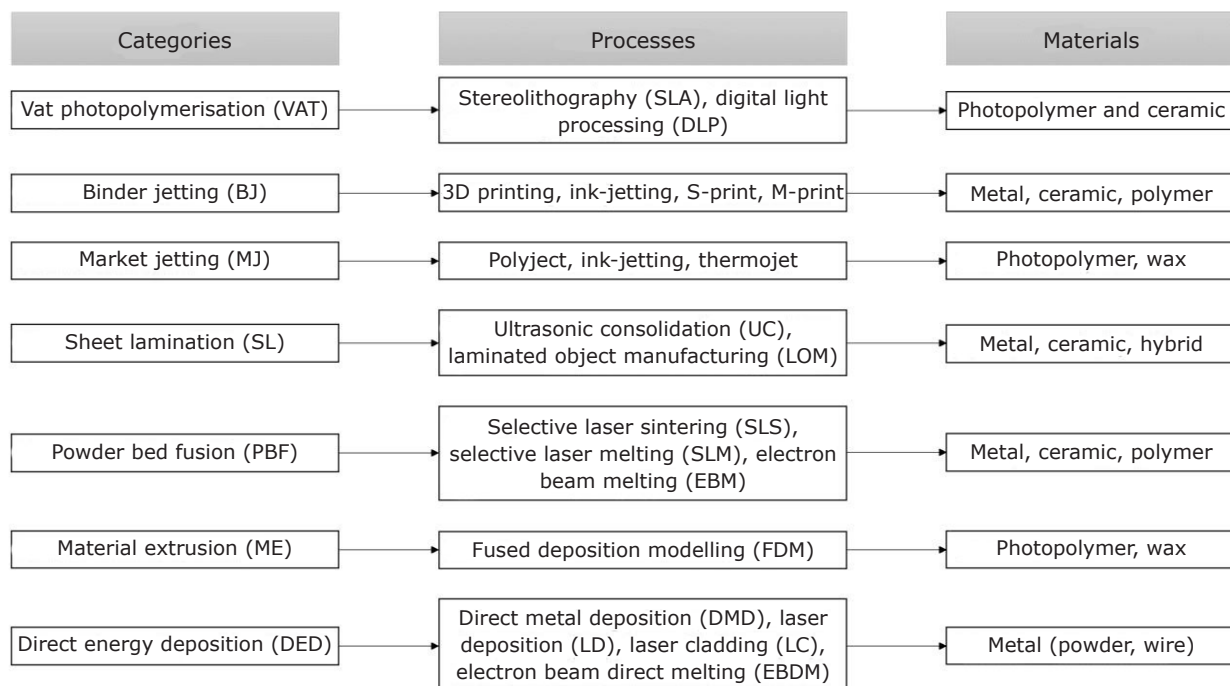 Categories
Processes
Materials
Vat photopolymerisation (VAT)
Stereolithography (SLA), digital light
processing (DLP)
Photopolymer and ceramic
Binder jetting (BJ)
3D printing, ink-jetting, S-print, M-print
Metal, ceramic, polymer
Market jetting (MJ)
Polyject, ink-jetting, thermojet
Photopolymer, wax
Sheet lamination (SL)
Ultrasonic consolidation (UC),
laminated object manufacturing (LOM)
Metal, ceramic, hybrid
Powder bed fusion (PBF)
Selective laser sintering (SLS),
selective laser melting (SLM), electron
beam melting (EBM)
Metal, ceramic, polymer
Material extrusion (ME)
Fused deposition modelling (FDM)
Photopolymer, wax
Direct energy deposition (DED)
Direct metal deposition (DMD), laser
deposition (LD), laser cladding (LC),
electron beam direct melting (EBDM)
Metal (powder, wire)